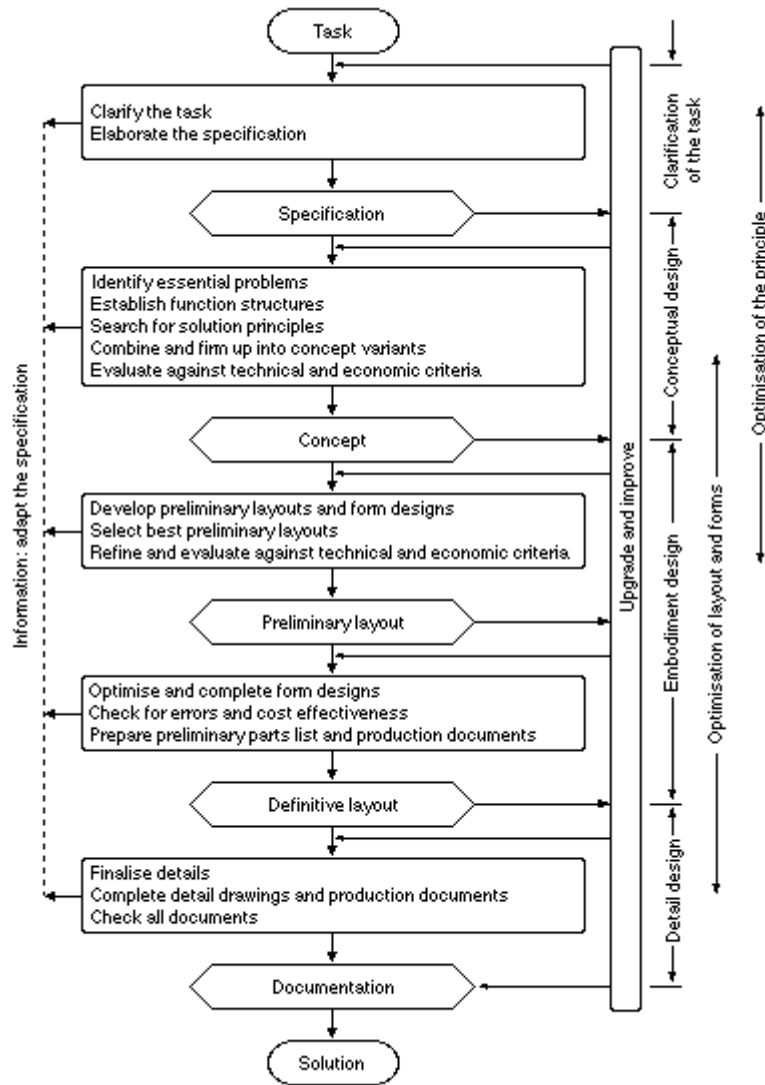 Task
Clarify the task
Elaborate the specification
Specification
Identify essential problems
Establish function structures
Search for solution principles
Combine and firm up into concept variants
Evaluate against technical and economic criteria
Concept
Develop preliminary layouts and form designs
Select best preliminary layouts
Refine and evaluate against technical and economic criteria
Preliminary layout
Optimise and complete form designs
Check for errors and cost effectiveness
Prepare preliminary parts list and production documents
Definitive layout
Finalise details
Complete detail drawings and production documents
Check all documents
Documentation
Solution
Information: adapt the specification
Upgrade and improve
Clarification
of the task
Conceptual design
Embodiment design
Detail design
Optimisation of layout and forms
Optimisation of the principle